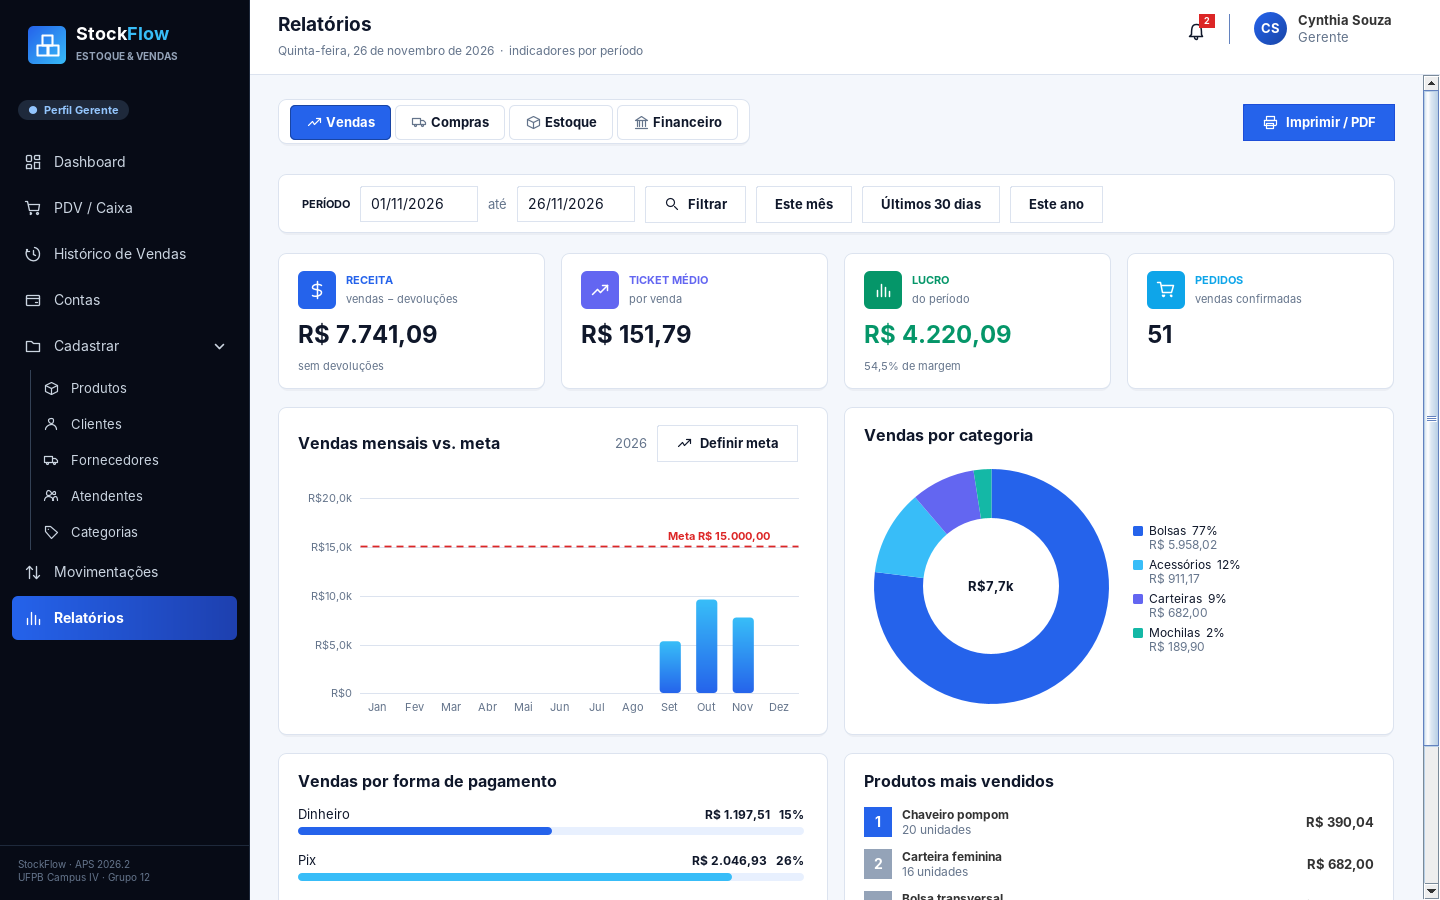 StockFlow
ESTOQUE & VENDAS
Perfil Gerente
Dashboard
PDV / Caixa
Histórico de Vendas
Contas
Cadastrar
Produtos
Clientes
Fornecedores
Atendentes
Categorias
Movimentações
Relatórios
StockFlow · APS 2026.2
UFPB Campus IV · Grupo 12
Relatórios
Quinta-feira, 26 de novembro de 2026 · indicadores por período
2
CS
Cynthia Souza
Gerente
Vendas
Compras
Estoque
Financeiro
Imprimir / PDF
PERÍODO
01/11/2026
até
26/11/2026
Filtrar
Este mês
Últimos 30 dias
Este ano
RECEITA
vendas – devoluções
R$ 7.741,09
sem devoluções
TICKET MÉDIO
por venda
R$ 151,79
LUCRO
do período
R$ 4.220,09
54,5% de margem
PEDIDOS
vendas confirmadas
51
Vendas mensais vs. meta
2026
Definir meta
R$20,0k
Meta R$ 15.000,00
R$15,0k
R$10,0k
R$5,0k
R$0
Jan Fev Mar Abr Mai Jun Jul Ago Set Out Nov Dez
Vendas por categoria
R$7,7k
Bolsas 77%
R$ 5.958,02
Acessórios 12%
R$ 911,17
Carteiras 9%
R$ 682,00
Mochilas 2%
R$ 189,90
Vendas por forma de pagamento
Dinheiro
R$ 1.197,51 15%
Pix
R$ 2.046,93 26%
Produtos mais vendidos
1
Chaveiro pompom
20 unidades
R$ 390,04
2
Carteira feminina
16 unidades
R$ 682,00
Bolsa transversal